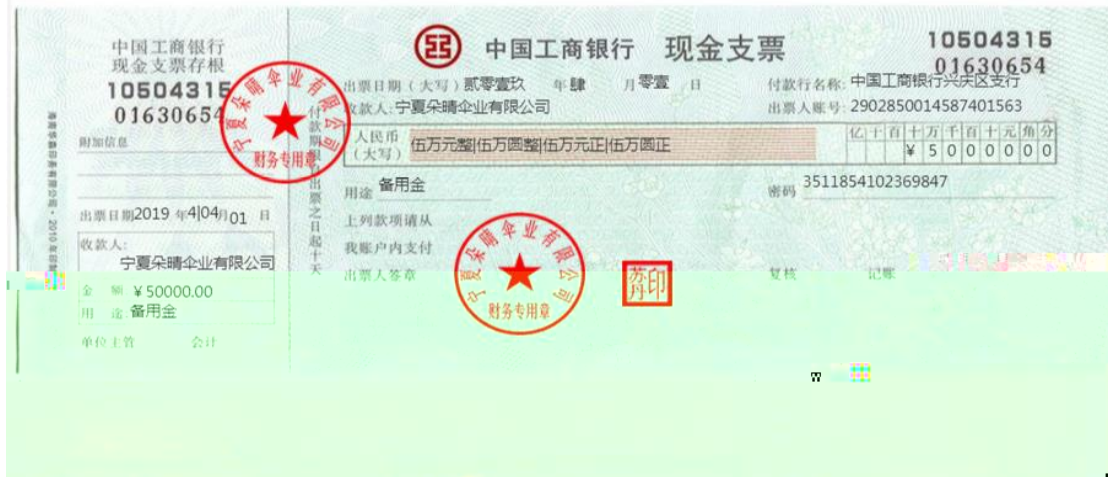 中国工商银行
现金支票存根
10504315
01630654
附加信息
出票日期2019 年4|04月01 日
收款人:
宁夏朵晴伞业有限公司
金 额 ¥50000.00
用 途 备用金
单位主管 会计
宁夏朵晴伞业有限公司
财务专用章
付款期限自出票之日起十天
中国工商银行 现金支票
10504315
01630654
出票日期(大写)贰零壹玖 年肆 月零壹 日
付款行名称:中国工商银行兴庆区支行
收款人:宁夏朵晴伞业有限公司
出票人账号:2902850014587401563
人民币
(大写)
伍万元整|伍万圆整|伍万元正|伍万圆正
亿千百十万千百十元角分
¥50000000
用途 备用金
密码 3511854102369847
上列款项请从
我账户内支付
出票人签章
宁夏朵晴伞业有限公司
财务专用章
苏丹印
复核 记账